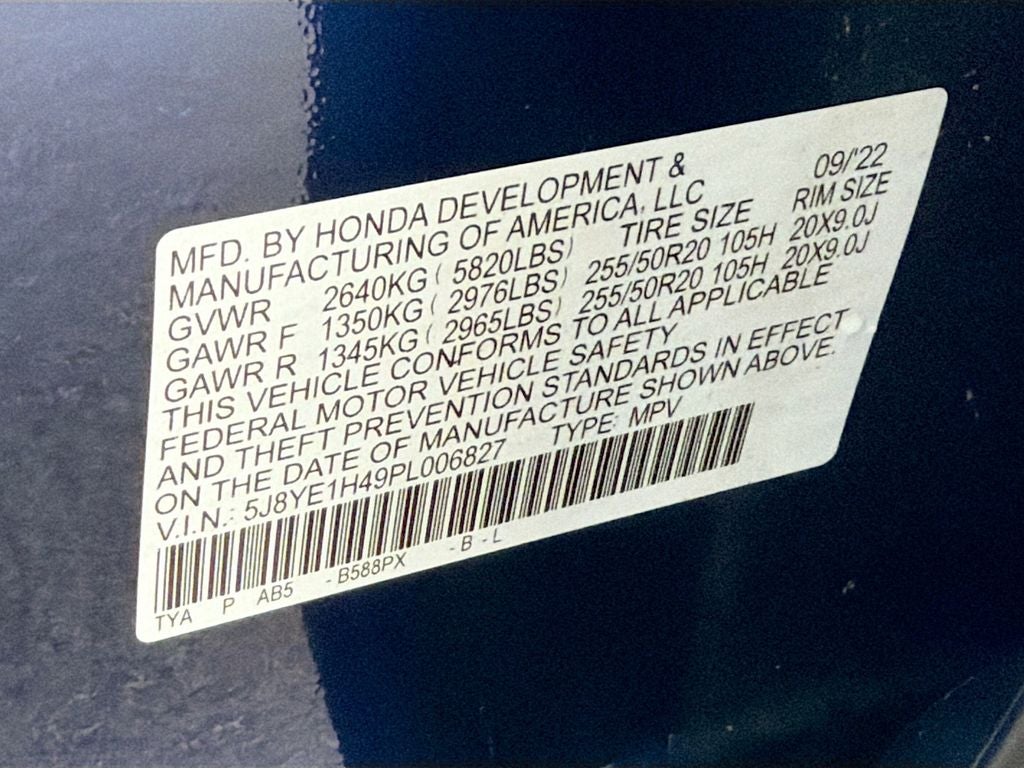 MFD. BY HONDA DEVELOPMENT & 09/'22
MANUFACTURING OF AMERICA, LLC
TIRE SIZE RIM SIZE
GVWR 2640KG ( 5820LBS)
GAWR F 1350KG ( 2976LBS) 255/50R20 105H 20X9.0J
GAWR R 1345KG ( 2965LBS) 255/50R20 105H 20X9.0J
THIS VEHICLE CONFORMS TO ALL APPLICABLE
FEDERAL MOTOR VEHICLE SAFETY
AND THEFT PREVENTION STANDARDS IN EFFECT
ON THE DATE OF MANUFACTURE SHOWN ABOVE.
V.I.N.: 5J8YE1H49PL006827 TYPE: MPV
TYA P AB5 - B588PX - B - L